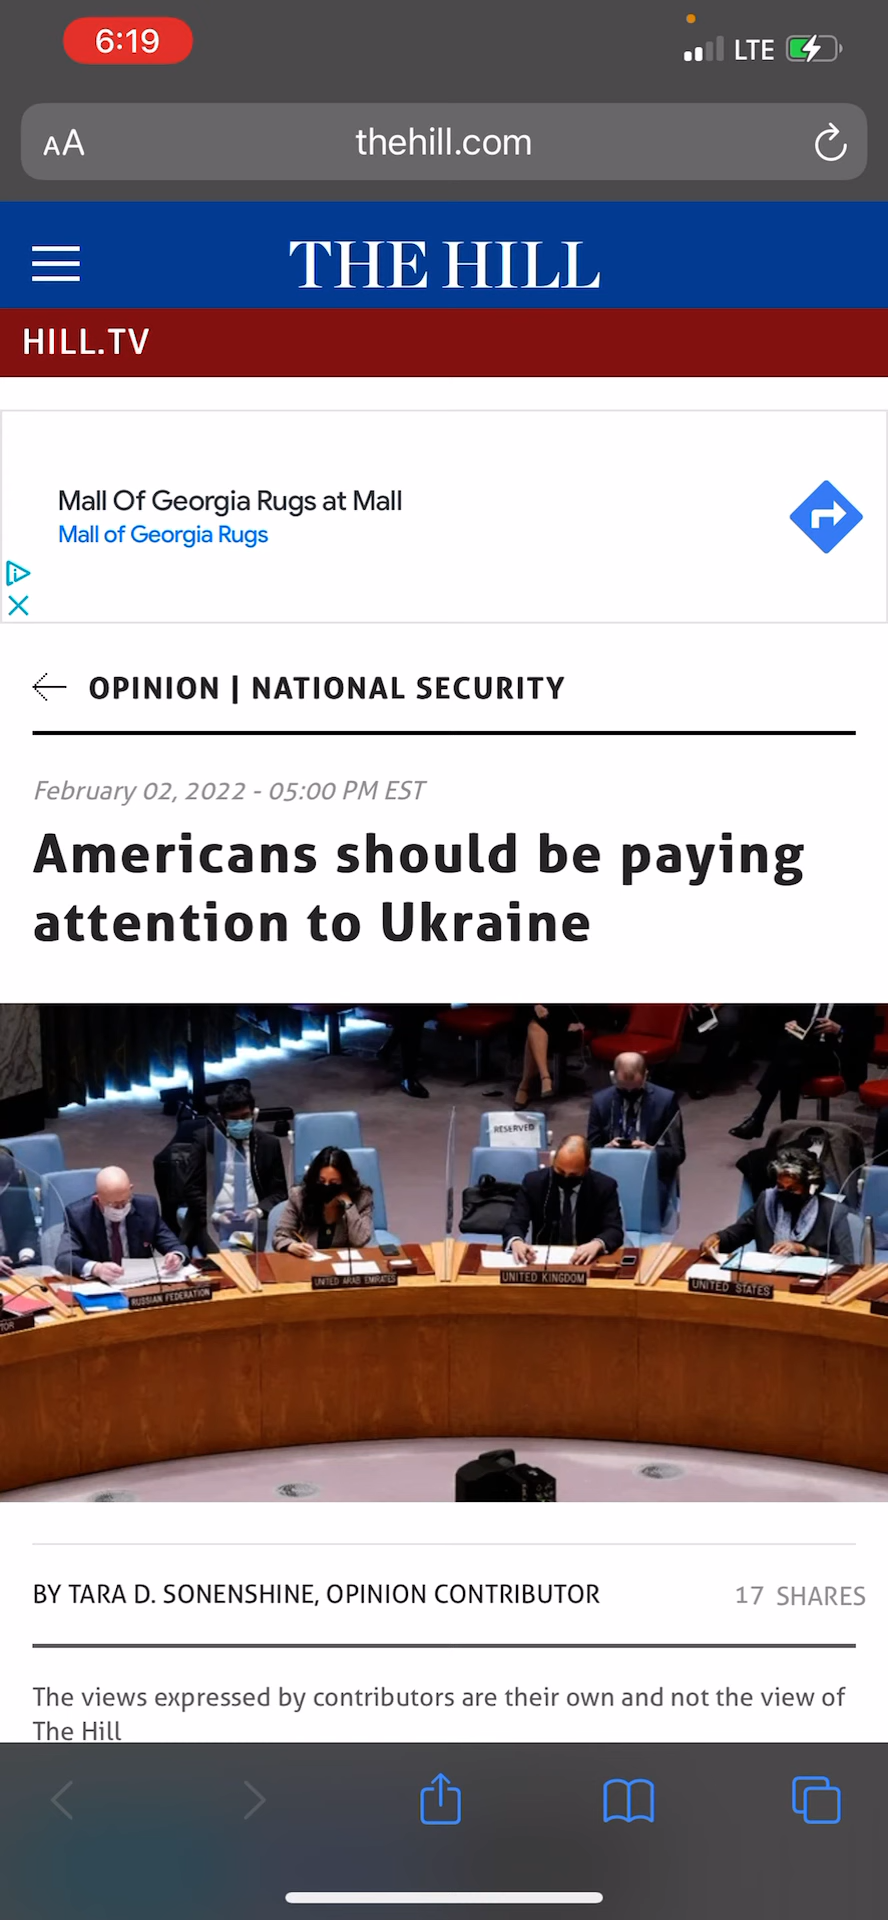 6:19
LTE
AA
thehill.com
THE HILL
HILL.TV
Mall Of Georgia Rugs at Mall
Mall of Georgia Rugs
OPINION | NATIONAL SECURITY
February 02, 2022 - 05:00 PM EST
Americans should be paying
attention to Ukraine
RESERVED
RUSSIAN FEDERATION
UNITED ARAB EMIRATES
UNITED KINGDOM
UNITED STATES
BY TARA D. SONENSHINE, OPINION CONTRIBUTOR
17 SHARES
The views expressed by contributors are their own and not the view of
The Hill